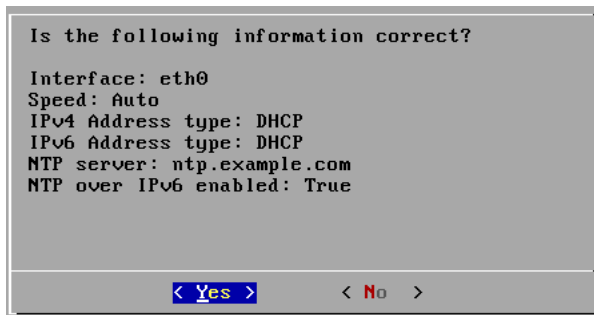 Is the following information correct?
Interface: eth0
Speed: Auto
IPv4 Address type: DHCP
IPv6 Address type: DHCP
NTP server: ntp.example.com
NTP over IPv6 enabled: True
< Yes > < No >